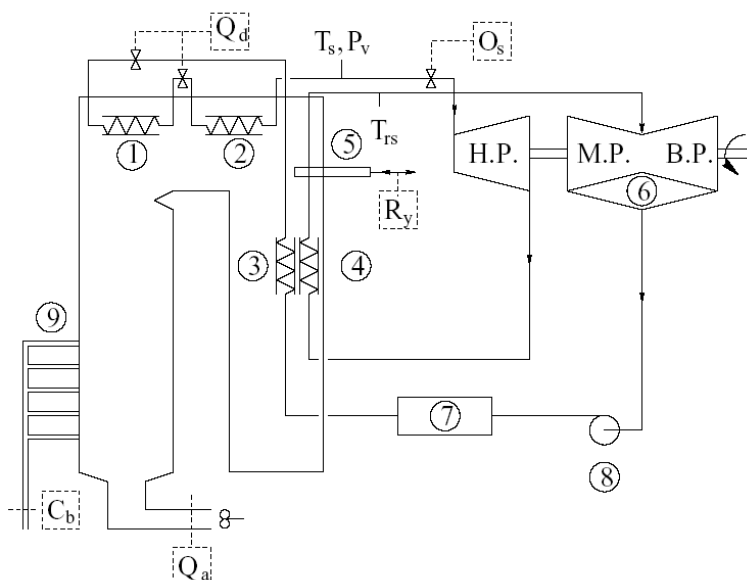 Q_d
T_s, P_v
O_s
T_rs
1
2
5
H.P.
M.P.
B.P.
6
R_y
3
4
9
7
8
C_b
Q_a